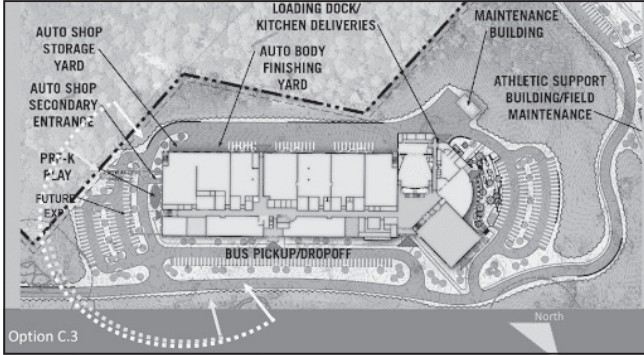 LOADING DOCK/
KITCHEN DELIVERIES
MAINTENANCE
BUILDING
AUTO SHOP
STORAGE
YARD
AUTO BODY
FINISHING
YARD
AUTO SHOP
SECONDARY
ENTRANCE
ATHLETIC SUPPORT
BUILDING/FIELD
MAINTENANCE
PRE-K
PLAY
FUTURE
EXP
BUS PICKUP/DROPOFF
Option C.3
North